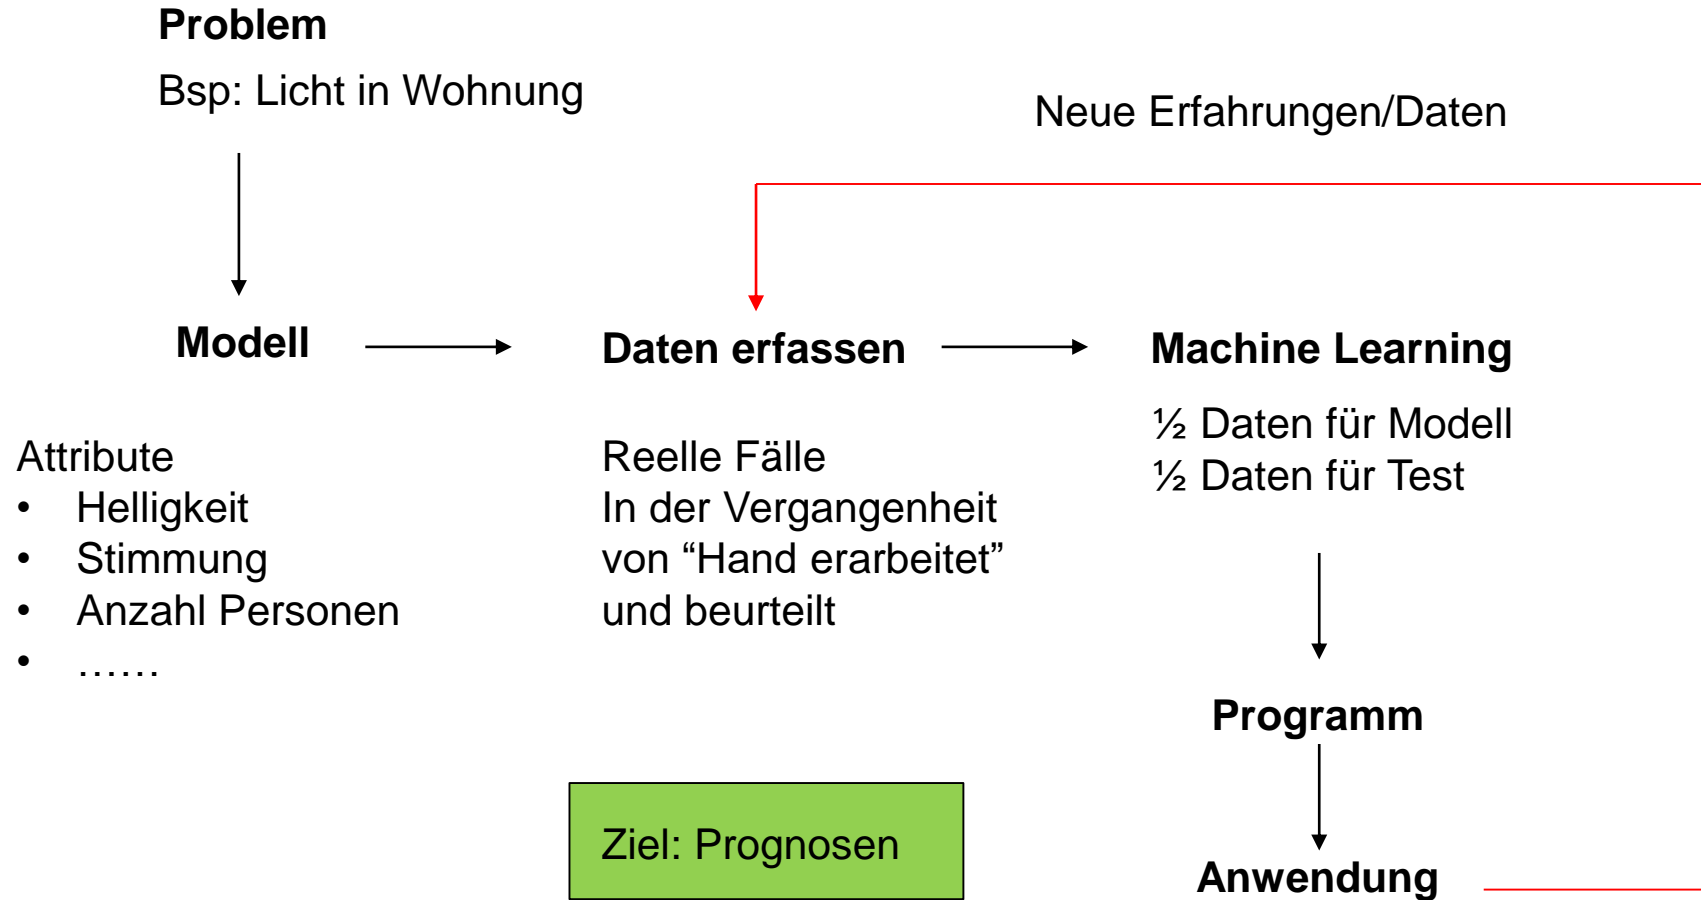 Problem
Bsp: Licht in Wohnung
Neue Erfahrungen/Daten
Modell
Daten erfassen
Machine Learning
½ Daten für Modell
½ Daten für Test
Attribute
• Helligkeit
• Stimmung
• Anzahl Personen
• ……
Reelle Fälle
In der Vergangenheit
von “Hand erarbeitet”
und beurteilt
Programm
Ziel: Prognosen
Anwendung